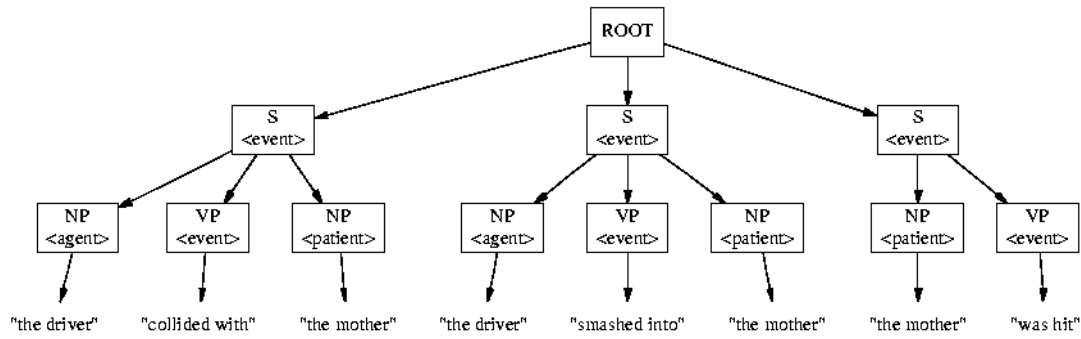 ROOT
S
<event>
S
<event>
S
<event>
NP
<agent>
VP
<event>
NP
<patient>
NP
<agent>
VP
<event>
NP
<patient>
NP
<patient>
VP
<event>
"the driver"
"collided with"
"the mother"
"the driver"
"smashed into"
"the mother"
"the mother"
"was hit"